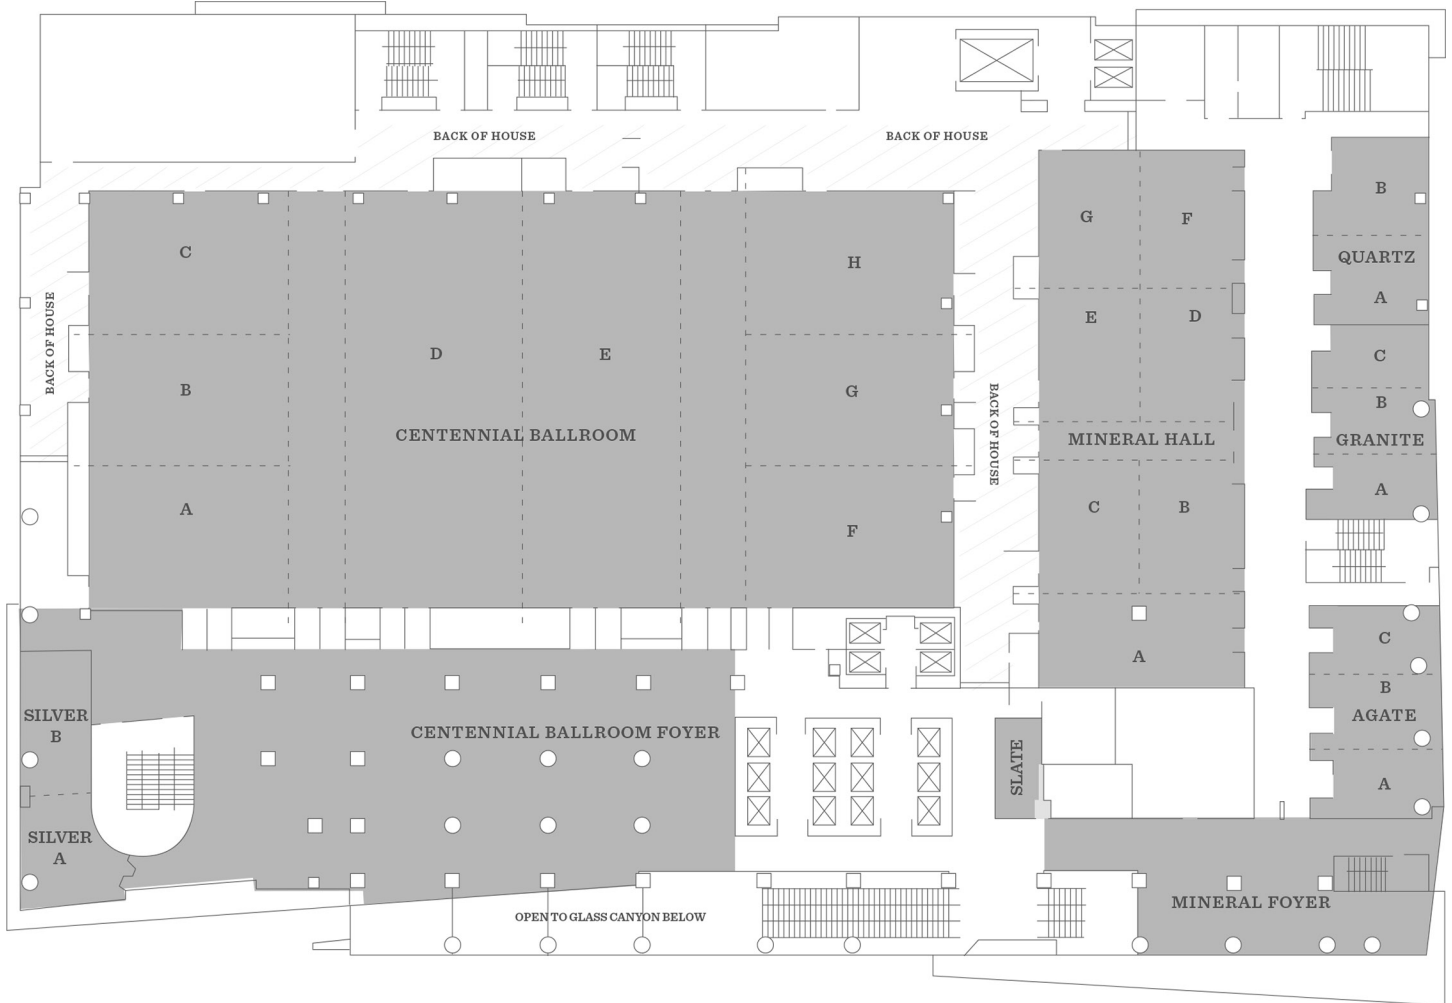 BACK OF HOUSE
BACK OF HOUSE
BACK OF HOUSE
BACK OF HOUSE
C
B
A
D
E
CENTENNIAL BALLROOM
H
G
F
G
F
E
D
MINERAL HALL
C
B
A
B
QUARTZ
A
C
B
GRANITE
A
C
B
AGATE
A
SILVER
B
SILVER
A
CENTENNIAL BALLROOM FOYER
SLATE
OPEN TO GLASS CANYON BELOW
MINERAL FOYER